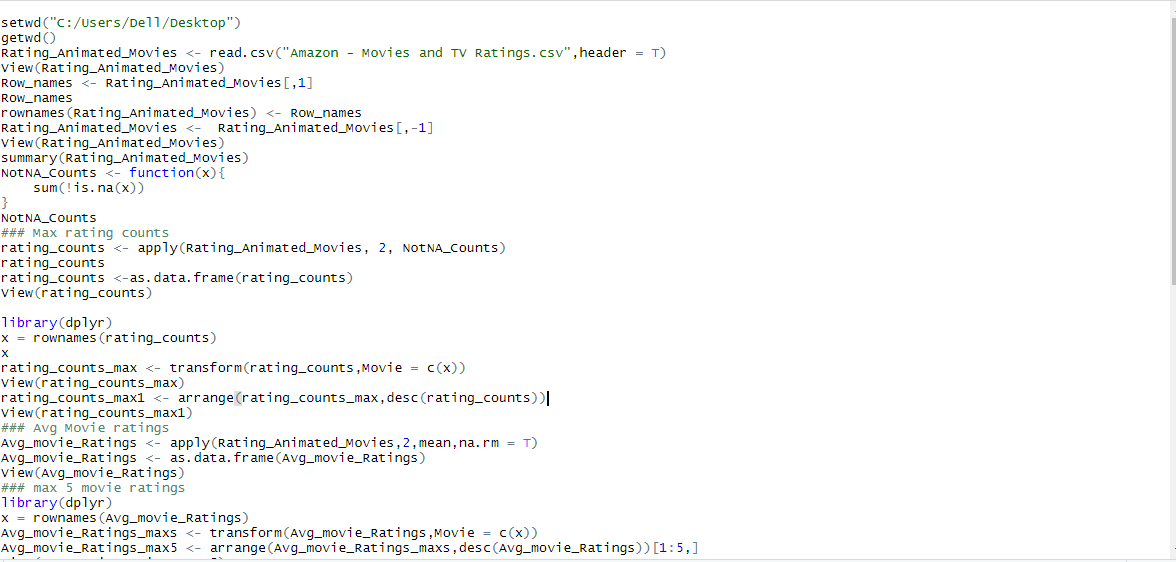 setwd("C:/Users/Dell/Desktop")
getwd()
Rating_Animated_Movies <- read.csv("Amazon - Movies and TV Ratings.csv",header = T)
View(Rating_Animated_Movies)
Row_names <- Rating_Animated_Movies[,1]
Row_names
rownames(Rating_Animated_Movies) <- Row_names
Rating_Animated_Movies <-  Rating_Animated_Movies[,-1]
View(Rating_Animated_Movies)
summary(Rating_Animated_Movies)
NotNA_Counts <- function(x){
    sum(!is.na(x))
}
NotNA_Counts
### Max rating counts
rating_counts <- apply(Rating_Animated_Movies, 2, NotNA_Counts)
rating_counts
rating_counts <-as.data.frame(rating_counts)
View(rating_counts)
library(dplyr)
x = rownames(rating_counts)
x
rating_counts_max <- transform(rating_counts,Movie = c(x))
View(rating_counts_max)
rating_counts_max1 <- arrange(rating_counts_max,desc(rating_counts))
View(rating_counts_max1)
### Avg Movie ratings
Avg_movie_Ratings <- apply(Rating_Animated_Movies,2,mean,na.rm = T)
Avg_movie_Ratings <- as.data.frame(Avg_movie_Ratings)
View(Avg_movie_Ratings)
### max 5 movie ratings
library(dplyr)
x = rownames(Avg_movie_Ratings)
Avg_movie_Ratings_maxs <- transform(Avg_movie_Ratings,Movie = c(x))
Avg_movie_Ratings_max5 <- arrange(Avg_movie_Ratings_maxs,desc(Avg_movie_Ratings))[1:5,]